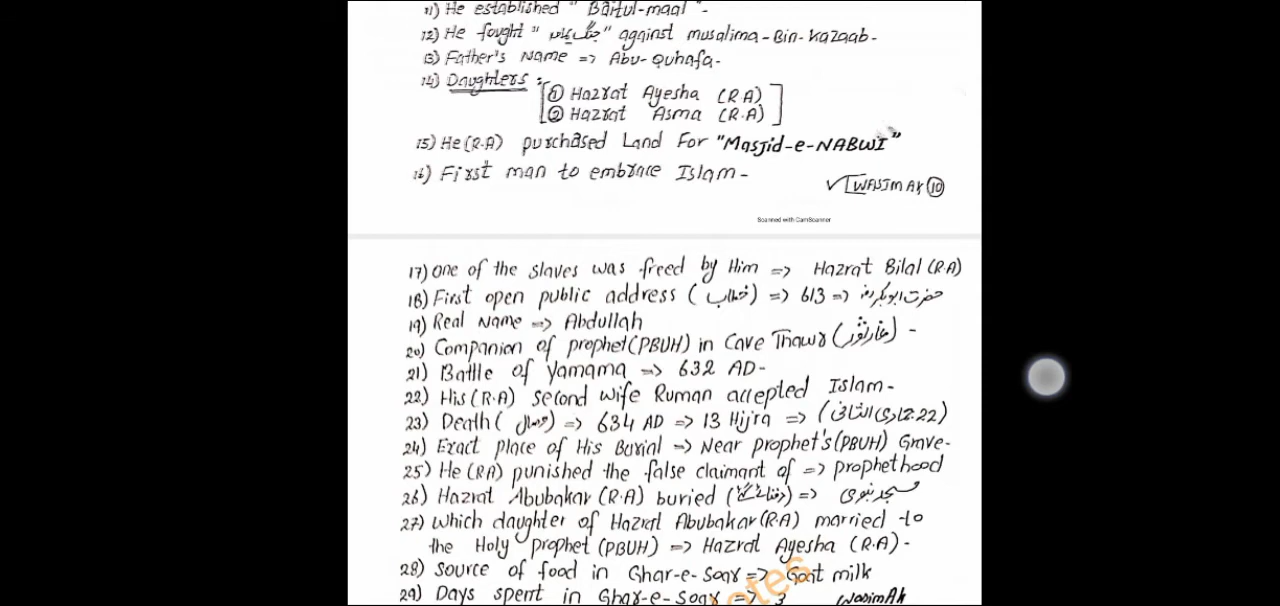 11) He established "Baitul-maal"-
12) He fought "جنگ یمامہ" against musalima-Bin-Kazaab-
13) Father's Name => Abu-Quhafa-
14) Daughters :
① Hazrat Ayesha (R.A)
② Hazrat Asma (R.A)
15) He (R.A) purchased Land For "Masjid-e-NABWI"
16) First man to embrace Islam-
WASIM AK ⑩
Scanned with CamScanner
17) One of the slaves was freed by Him => Hazrat Bilal (R.A)
18) First open public address (خطاب) => 613 => حضرت ابوبکر
19) Real Name => Abdullah
20) Companion of prophet (PBUH) in Cave Thawr (غار ثور) -
21) Battle of Yamama => 632 AD-
22) His (R.A) Second wife Ruman accepted Islam-
23) Death (وصال) => 634 AD => 13 Hijra => (22 جمادی الثانی)
24) Exact place of His Burial => Near prophet's (PBUH) Grave-
25) He (RA) punished the false claimant of => prophethood
26) Hazrat Abubakar (R.A) buried (دفنائے گئے) => مسجد نبوی
27) Which daughter of Hazrat Abubakar (R.A) married to
the Holy prophet (PBUH) => Hazrat Ayesha (R.A)-
28) Source of food in Ghar-e-Soar => Goat milk
29) Days spent in Ghar-e-Soar => 3
WasimAk